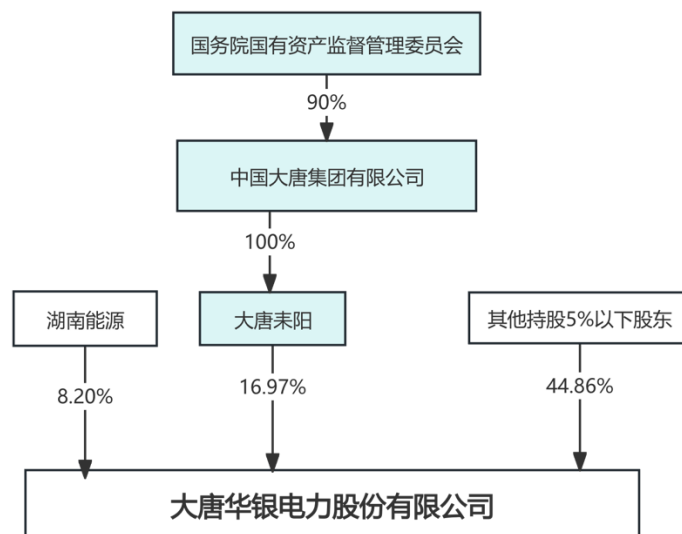 国务院国有资产监督管理委员会
90%
中国大唐集团有限公司
100%
湖南能源
大唐耒阳
其他持股5%以下股东
8.20%
16.97%
44.86%
大唐华银电力股份有限公司